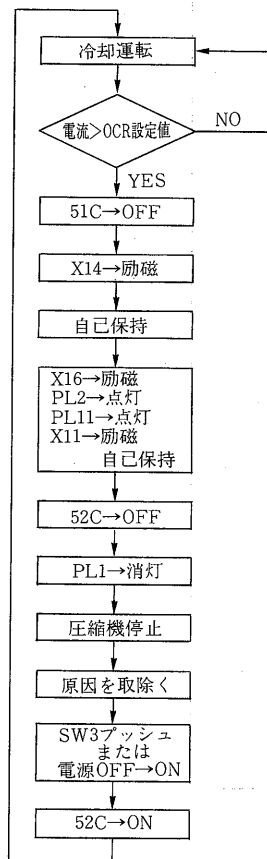 冷却運転
電流>OCR設定値
NO
YES
51C→OFF
X14→励磁
自己保持
X16→励磁
PL2→点灯
PL11→点灯
X11→励磁
自己保持
52C→OFF
PL1→消灯
圧縮機停止
原因を取除く
SW3プッシュ
または
電源OFF→ON
52C→ON